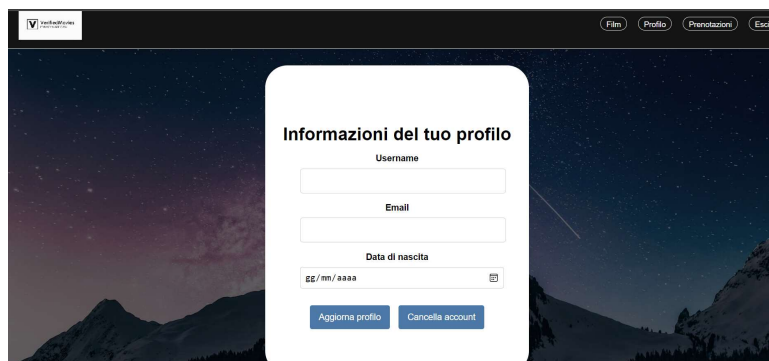 VerifiedMovies
Film
Profilo
Prenotazioni
Esci
Informazioni del tuo profilo
Username
Email
Data di nascita
gg/mm/aaaa
Aggiorna profilo
Cancella account